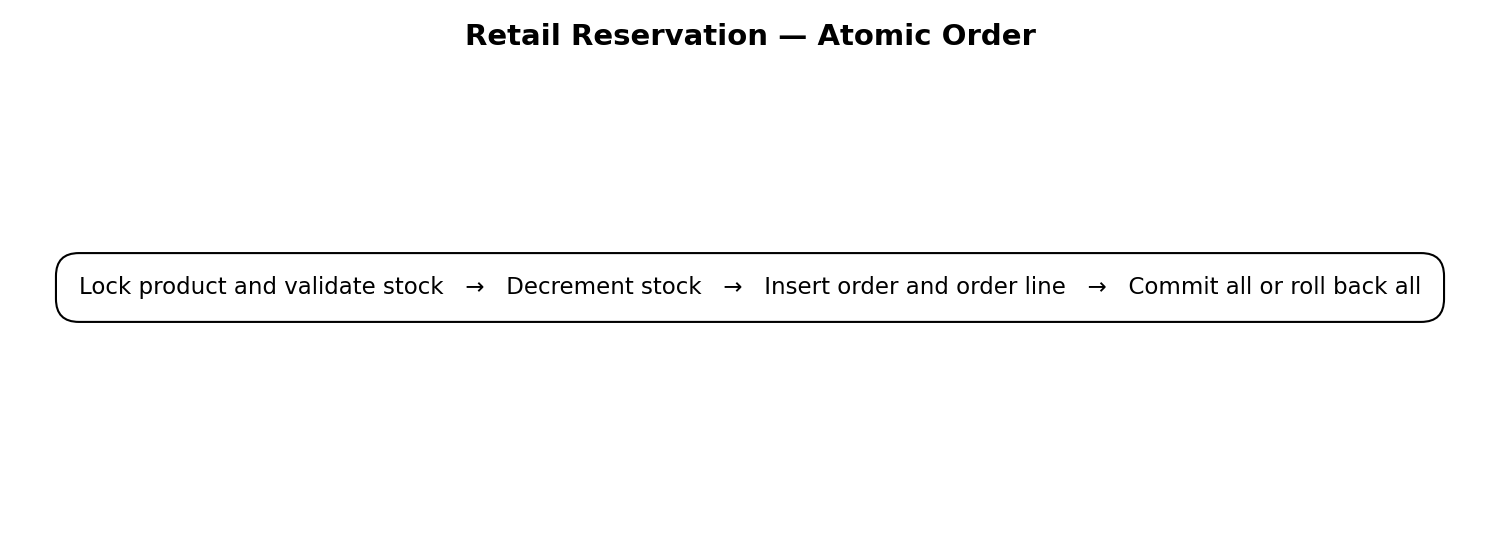 Retail Reservation — Atomic Order
Lock product and validate stock → Decrement stock → Insert order and order line → Commit all or roll back all